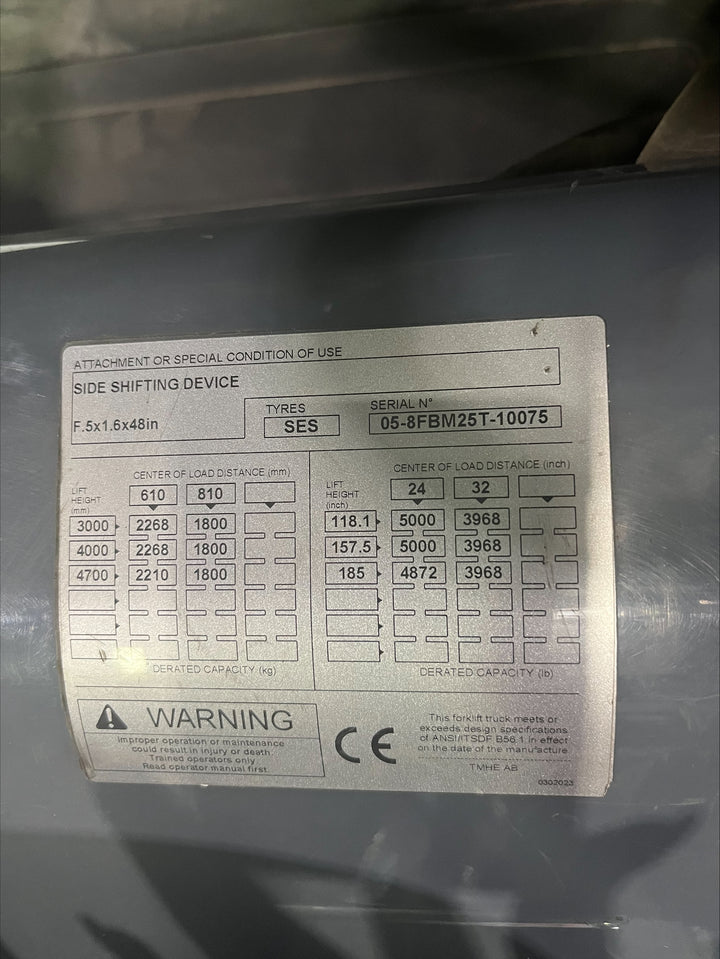 ATTACHMENT OR SPECIAL CONDITION OF USE
SIDE SHIFTING DEVICE
F.5x1.6x48in
TYRES
SES
SERIAL N°
05-8FBM25T-10075
CENTER OF LOAD DISTANCE (mm)
LIFT
HEIGHT
(mm)
610 810
3000 2268 1800
4000 2268 1800
4700 2210 1800
DERATED CAPACITY (kg)
CENTER OF LOAD DISTANCE (inch)
LIFT
HEIGHT
(inch)
24 32
118.1 5000 3968
157.5 5000 3968
185 4872 3968
DERATED CAPACITY (lb)
WARNING
Improper operation or maintenance
could result in injury or death.
Trained operators only.
Read operator manual first.
CE
This forklift truck meets or
exceeds design specifications
of ANSI/ITSDF B56.1 in effect
on the date of the manufacture
TMHE AB
0302023